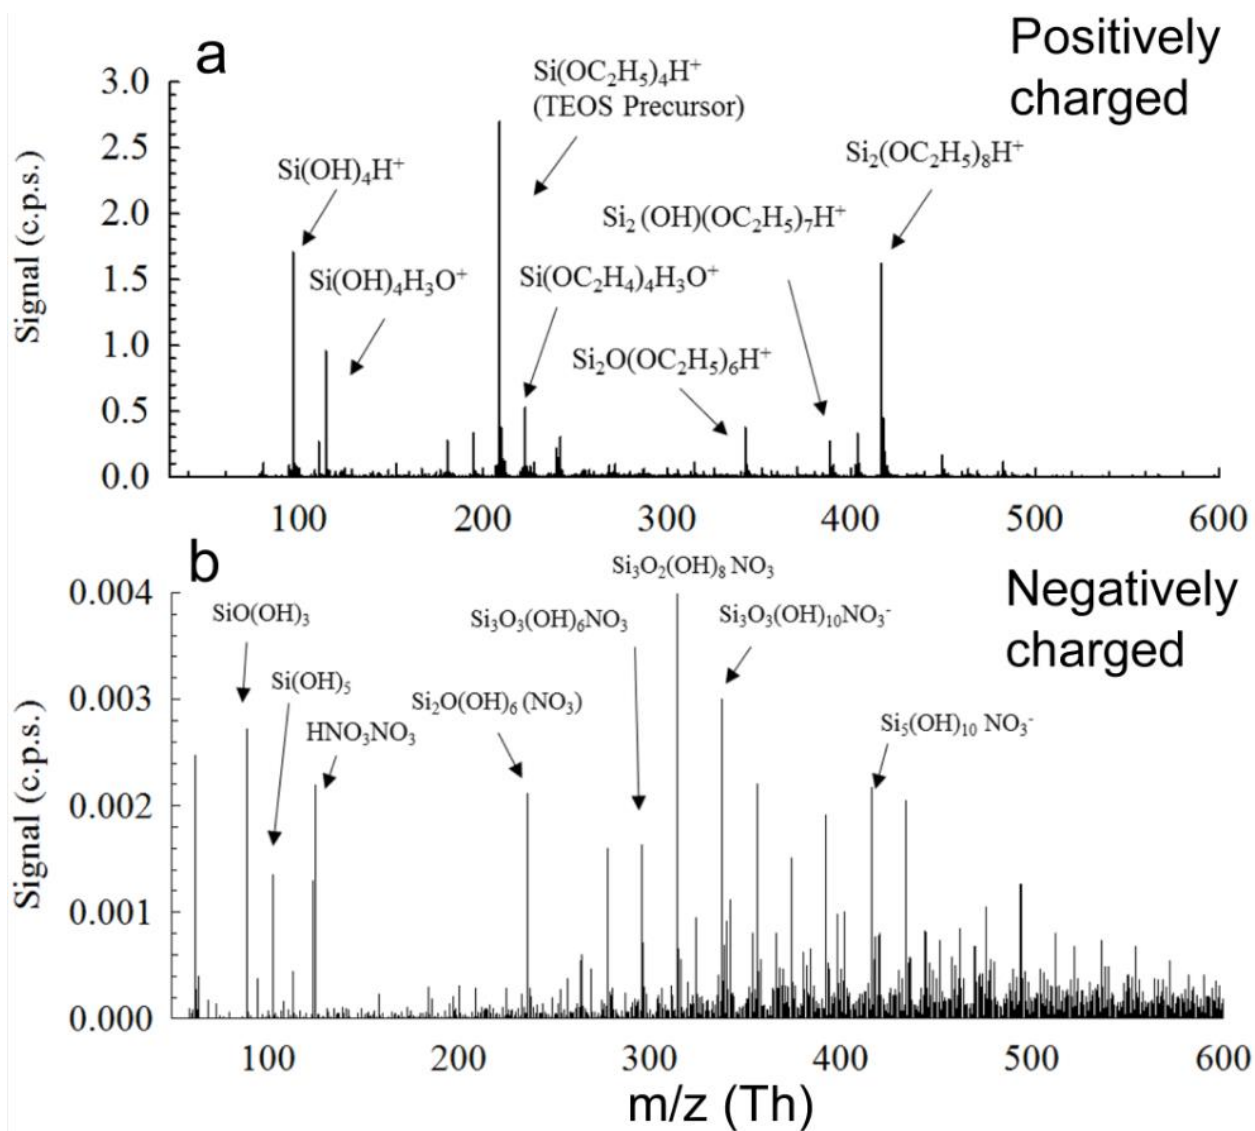 a
Positively
charged
Si(OC₂H₅)₄H⁺
(TEOS Precursor)
Si(OH)₄H⁺
Si₂(OC₂H₅)₈H⁺
Si₂ (OH)(OC₂H₅)₇H⁺
Si(OH)₄H₃O⁺
Si(OC₂H₄)₄H₃O⁺
Si₂O(OC₂H₅)₆H⁺
Signal (c.p.s.)
3.0
2.5
2.0
1.5
1.0
0.5
0.0
100 200 300 400 500 600
b
Negatively
charged
Si₃O₂(OH)₈ NO₃
SiO(OH)₃
Si₃O₃(OH)₆NO₃
Si₃O₃(OH)₁₀NO₃⁻
Si(OH)₅
Si₂O(OH)₆ (NO₃)
HNO₃NO₃
Si₅(OH)₁₀ NO₃⁻
Signal (c.p.s.)
0.004
0.003
0.002
0.001
0.000
100 200 300 400 500 600
m/z (Th)